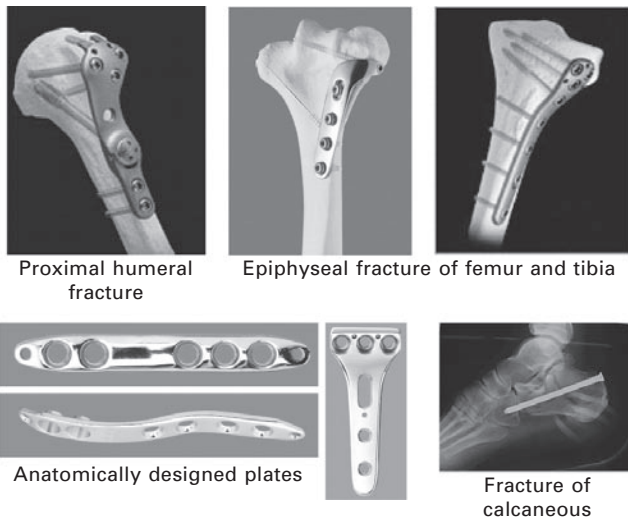 Proximal humeral
fracture
Epiphyseal fracture of femur and tibia
Anatomically designed plates
Fracture of
calcaneous